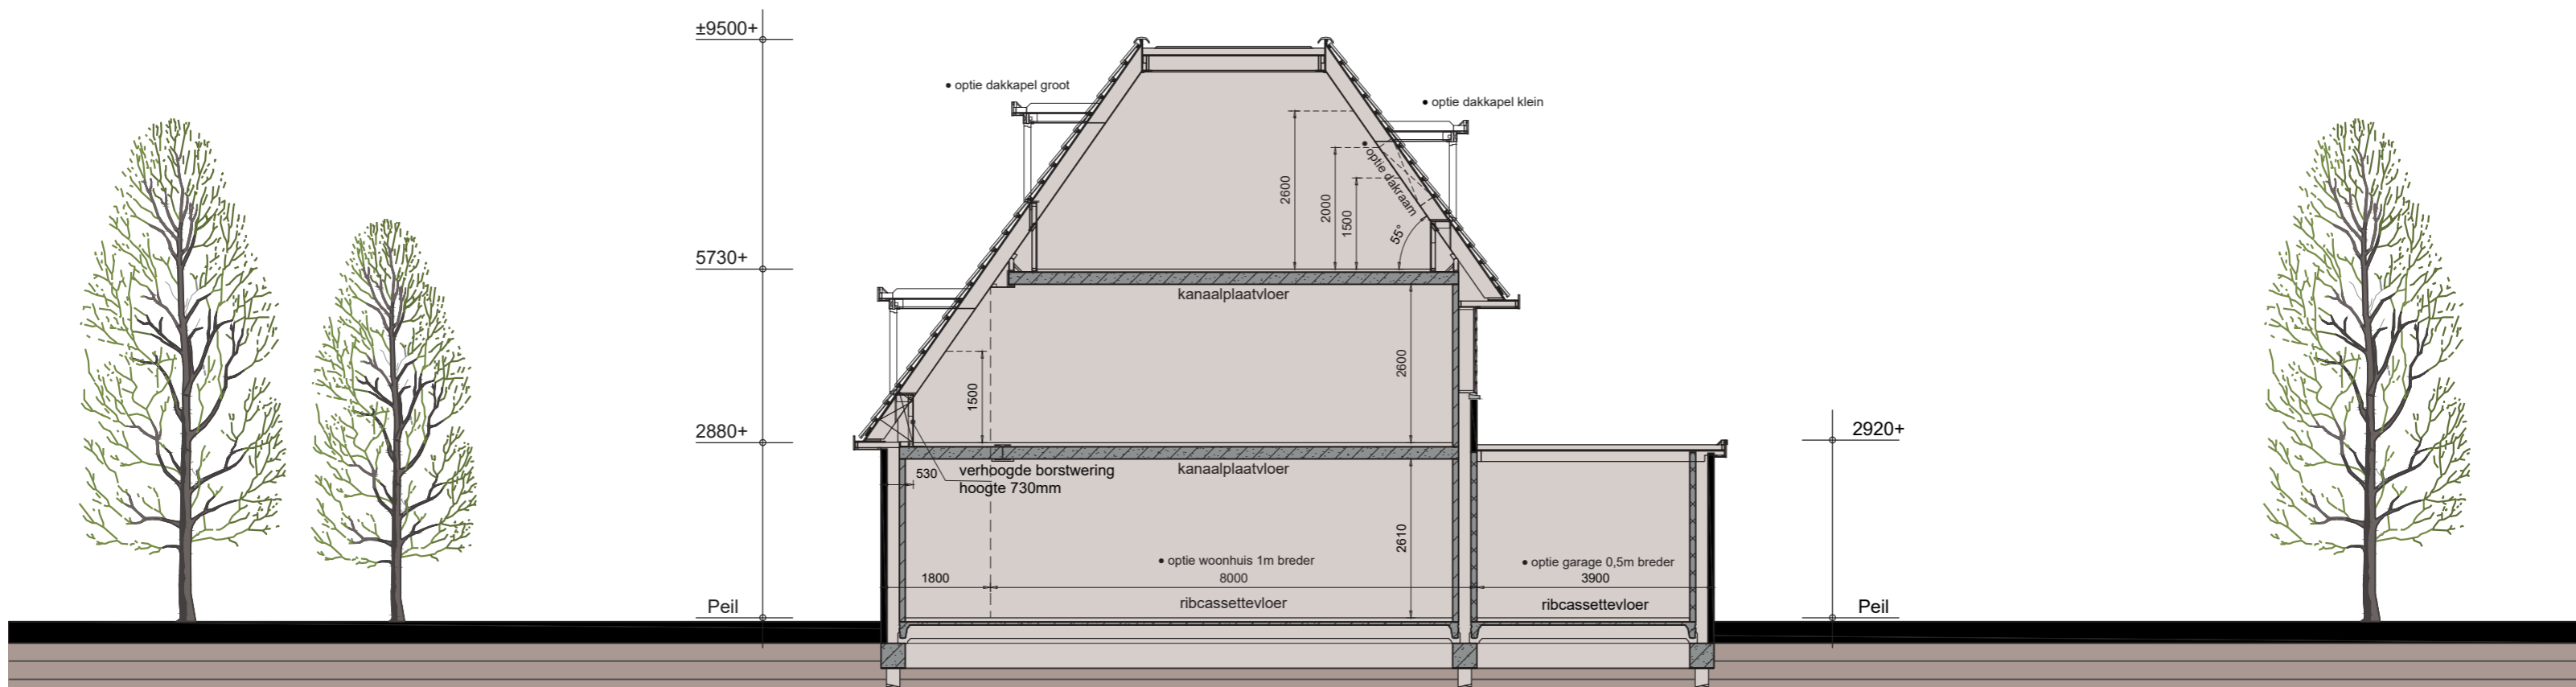 ±9500+
• optie dakkapel groot
• optie dakkapel klein
• optie dakraam
2600
2000
1500
55°
5730+
kanaalplaatvloer
2600
1500
2880+
2920+
530
verhoogde borstwering
hoogte 730mm
kanaalplaatvloer
2610
• optie woonhuis 1m breder
• optie garage 0,5m breder
1800
8000
3900
ribcassettevloer
ribcassettevloer
Peil
Peil